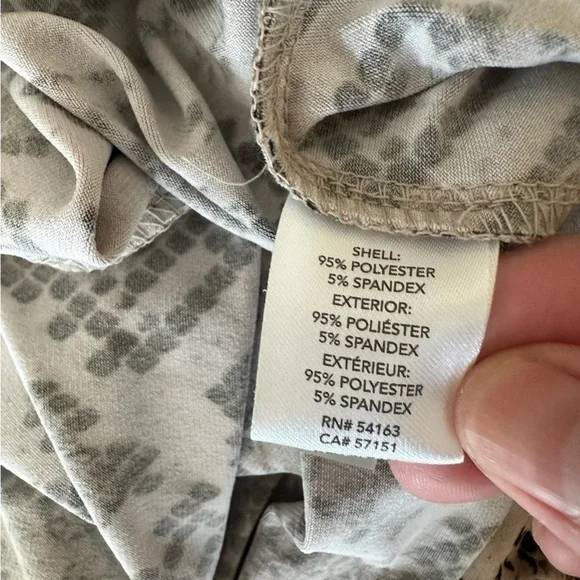 SHELL:
95% POLYESTER
5% SPANDEX
EXTERIOR:
95% POLIÉSTER
5% SPANDEX
EXTÉRIEUR:
95% POLYESTER
5% SPANDEX
RN# 54163
CA# 57151